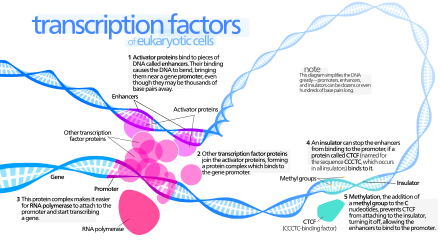 transcription factors
of eukaryotic cells
1 Activator proteins bind to pieces of
DNA called enhancers. Their binding
causes the DNA to bend, bringing
them near a gene promoter, even
though they may be thousands of
base pairs away.
note
This diagram simplifies the DNA
greatly—promoters, enhancers,
and insulators can be dozens or even
hundreds of base pairs long.
Enhancers
Activator proteins
Other transcription
factor proteins
2 Other transcription factor proteins
join the activator proteins, forming
a protein complex which binds to
the gene promoter.
4 An insulator can stop the enhancers
from binding to the promoter, if a
protein called CTCF (named for
the sequence CCCTC, which occurs
in all insulators) binds to it.
Gene
Promoter
Methyl group
Insulator
3 This protein complex makes it easier
for RNA polymerase to attach to the
promoter and start transcribing
a gene.
RNA polymerase
CTCF
(CCCTC-binding factor)
5 Methylation, the addition of
a methyl group to the C
nucleotides, prevents CTCF
from attaching to the insulator,
turning it off, allowing the
enhancers to bind to the promoter.